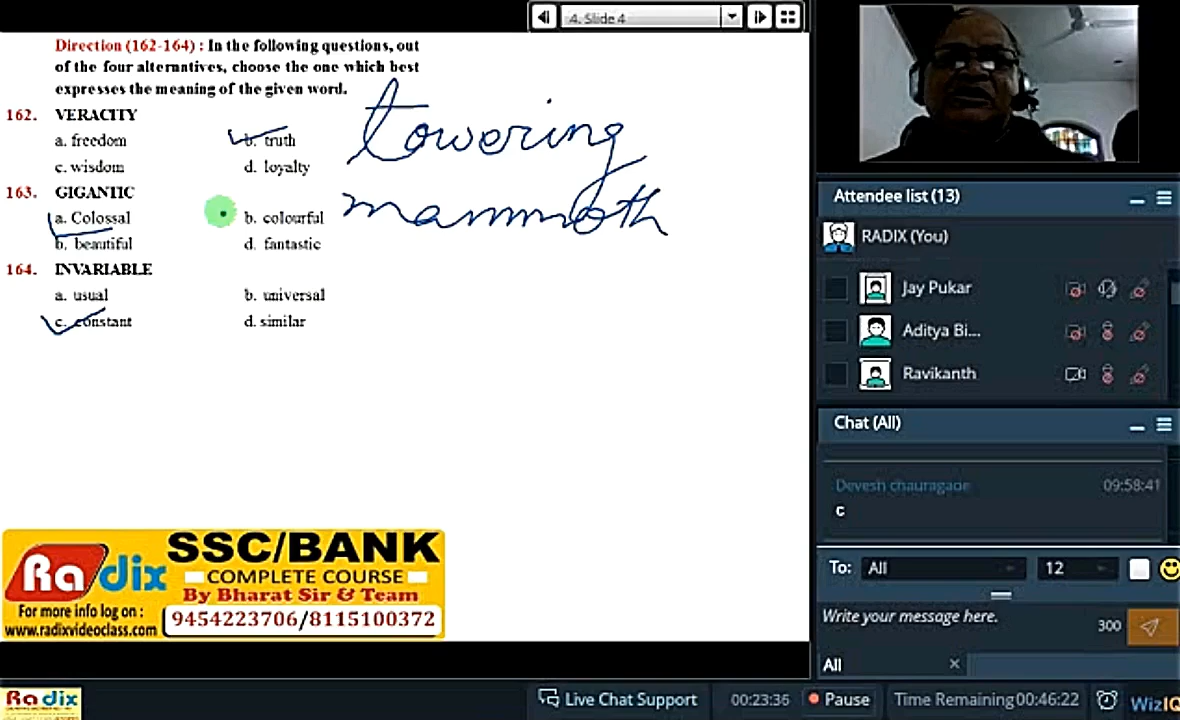 4. Slide 4
Direction (162-164) : In the following questions, out
of the four alternatives, choose the one which best
expresses the meaning of the given word.
162. VERACITY
a. freedom b. truth
c. wisdom d. loyalty
163. GIGANTIC
a. Colossal b. colourful
b. beautiful d. fantastic
164. INVARIABLE
a. usual b. universal
c. constant d. similar
towering
mammoth
Radix
SSC/BANK
COMPLETE COURSE
By Bharat Sir & Team
For more info log on :
www.radixvideoclass.com
9454223706/8115100372
Attendee list (13)
RADIX (You)
Jay Pukar
Aditya Bi...
Ravikanth
Chat (All)
Devesh chauragade 09:58:41
c
To: All 12
Write your message here. 300
All
Radix
Live Chat Support 00:23:36 Pause Time Remaining 00:46:22 WizIQ